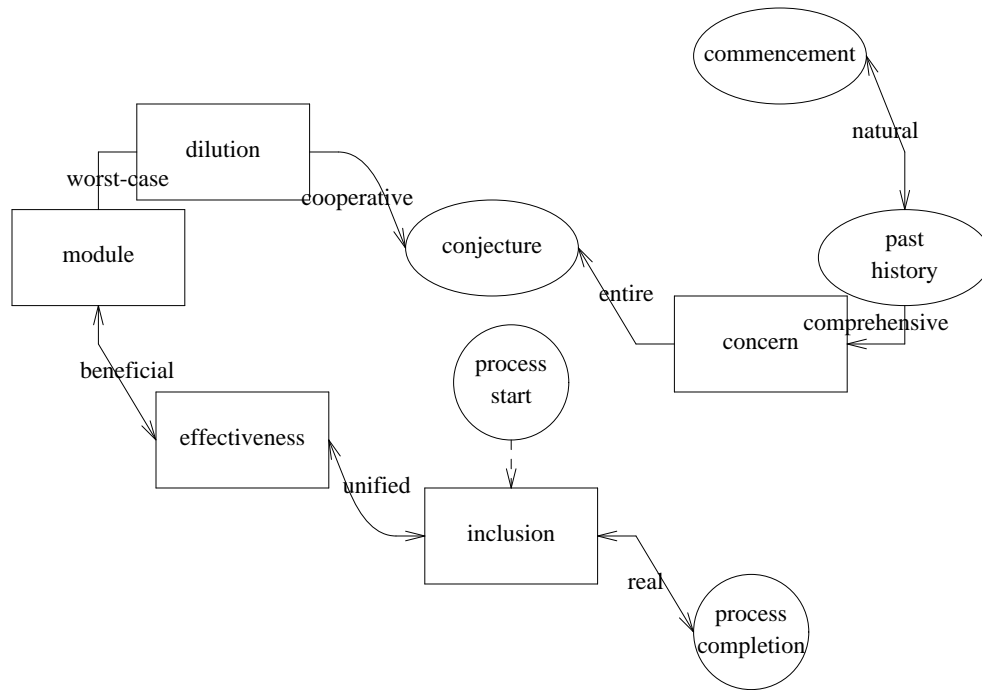 commencement
natural
dilution
worst-case
cooperative
module
conjecture
past
history
entire
comprehensive
concern
process
start
beneficial
effectiveness
unified
inclusion
real
process
completion